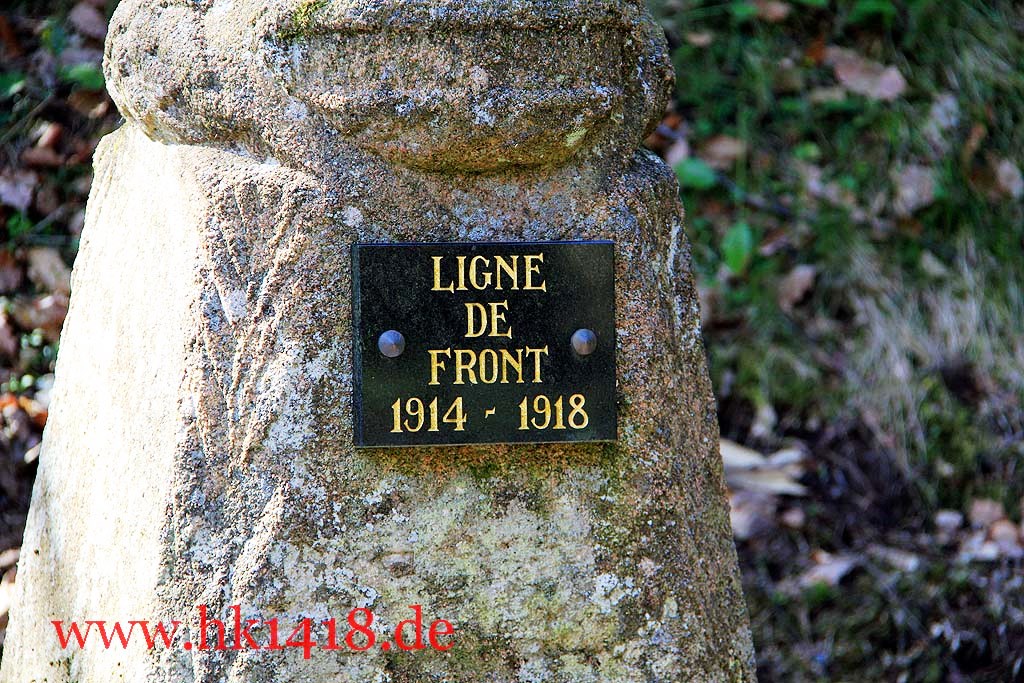 LIGNE
DE
FRONT
1914 - 1918
www.hk1418.de